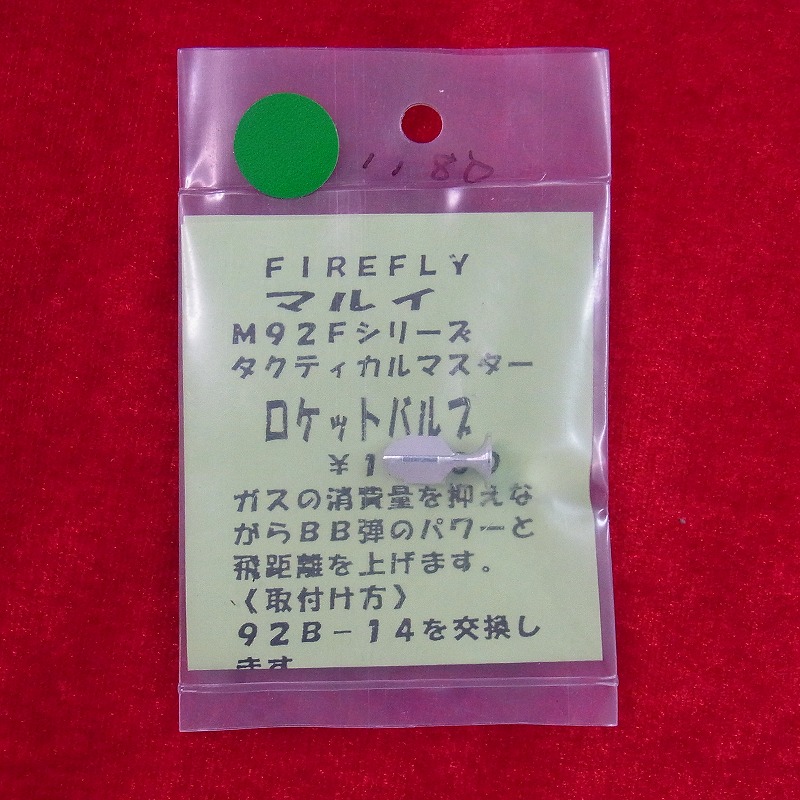 1180
FIREFLY
マルイ
M92Fシリーズ
タクティカルマスター
ロケットバルブ
¥1
ガスの消費量を抑えな
がらBB弾のパワーと
飛距離を上げます。
〈取付け方〉
92B-14を交換し
ます